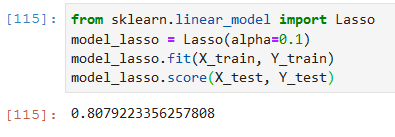 [115]: from sklearn.linear_model import Lasso
model_lasso = Lasso(alpha=0.1)
model_lasso.fit(X_train, Y_train)
model_lasso.score(X_test, Y_test)
[115]: 0.8079223356257808